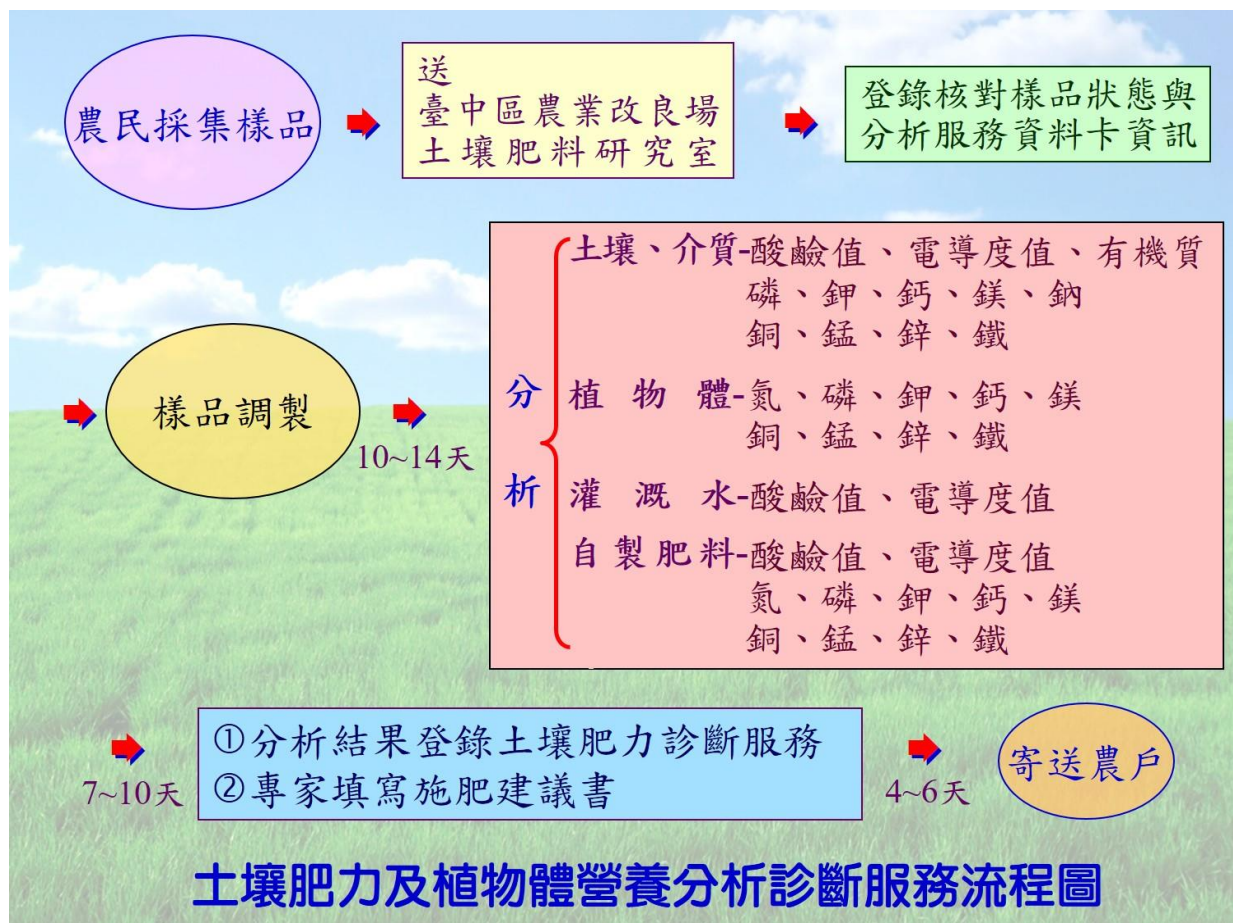 農民採集樣品
送
臺中區農業改良場
土壤肥料研究室
登錄核對樣品狀態與
分析服務資料卡資訊
樣品調製
10~14天
分析
土壤、介質-酸鹼值、電導度值、有機質
磷、鉀、鈣、鎂、鈉
銅、錳、鋅、鐵
植物體-氮、磷、鉀、鈣、鎂
銅、錳、鋅、鐵
灌溉水-酸鹼值、電導度值
自製肥料-酸鹼值、電導度值
氮、磷、鉀、鈣、鎂
銅、錳、鋅、鐵
7~10天
①分析結果登錄土壤肥力診斷服務
②專家填寫施肥建議書
4~6天
寄送農戶
土壤肥力及植物體營養分析診斷服務流程圖